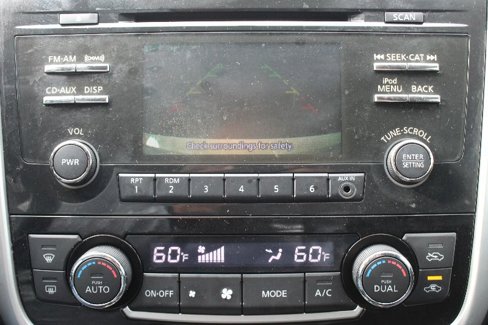 SCAN
FM-AM
(((XM)))
SEEK-CAT
CD-AUX DISP
iPod
MENU BACK
Check surroundings for safety.
VOL
PWR
TUNE-SCROLL
ENTER
SETTING
RPT
1
RDM
2
3
4
5
6
AUX IN
60°F
60°F
PUSH
AUTO
ON-OFF
MODE
A/C
PUSH
DUAL